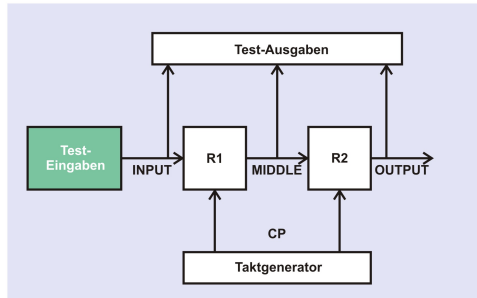 Test-Ausgaben
Test-
Eingaben
INPUT
R1
MIDDLE
R2
OUTPUT
CP
Taktgenerator